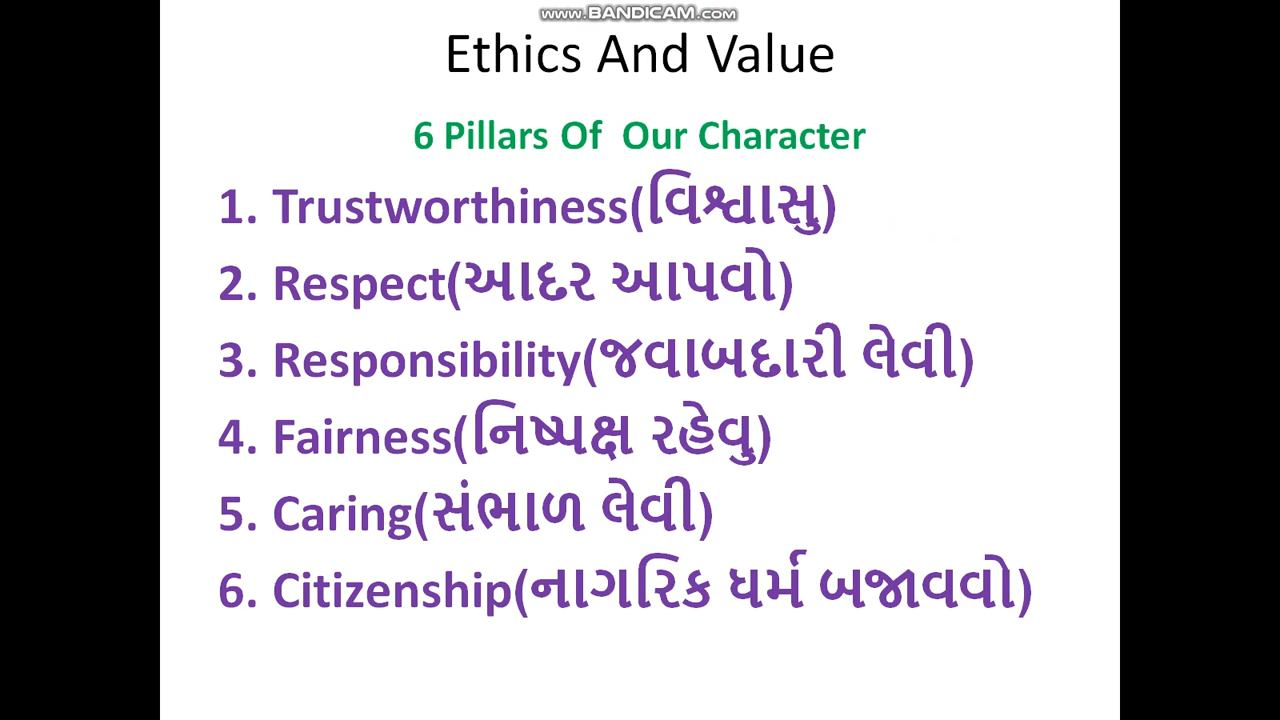 www.BANDICAM.com
Ethics And Value
6 Pillars Of  Our Character
1. Trustworthiness(વિશ્વાસુ)
2. Respect(આદર આપવો)
3. Responsibility(જવાબદારી લેવી)
4. Fairness(નિષ્પક્ષ રહેવુ)
5. Caring(સંભાળ લેવી)
6. Citizenship(નાગરિક ધર્મ બજાવવો)